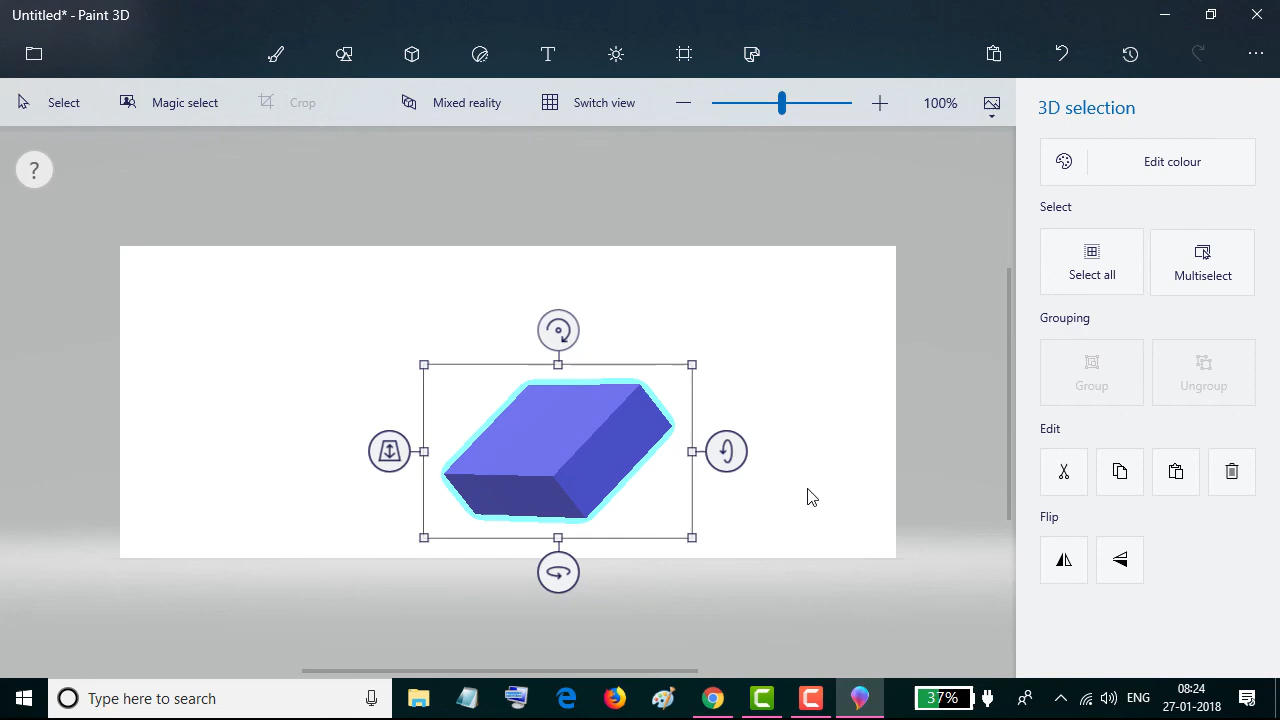 Untitled* - Paint 3D
Select
Magic select
Crop
Mixed reality
Switch view
100%
?
3D selection
Edit colour
Select
Select all
Multiselect
Grouping
Group
Ungroup
Edit
Flip
Type here to search
37%
ENG
08:24
27-01-2018